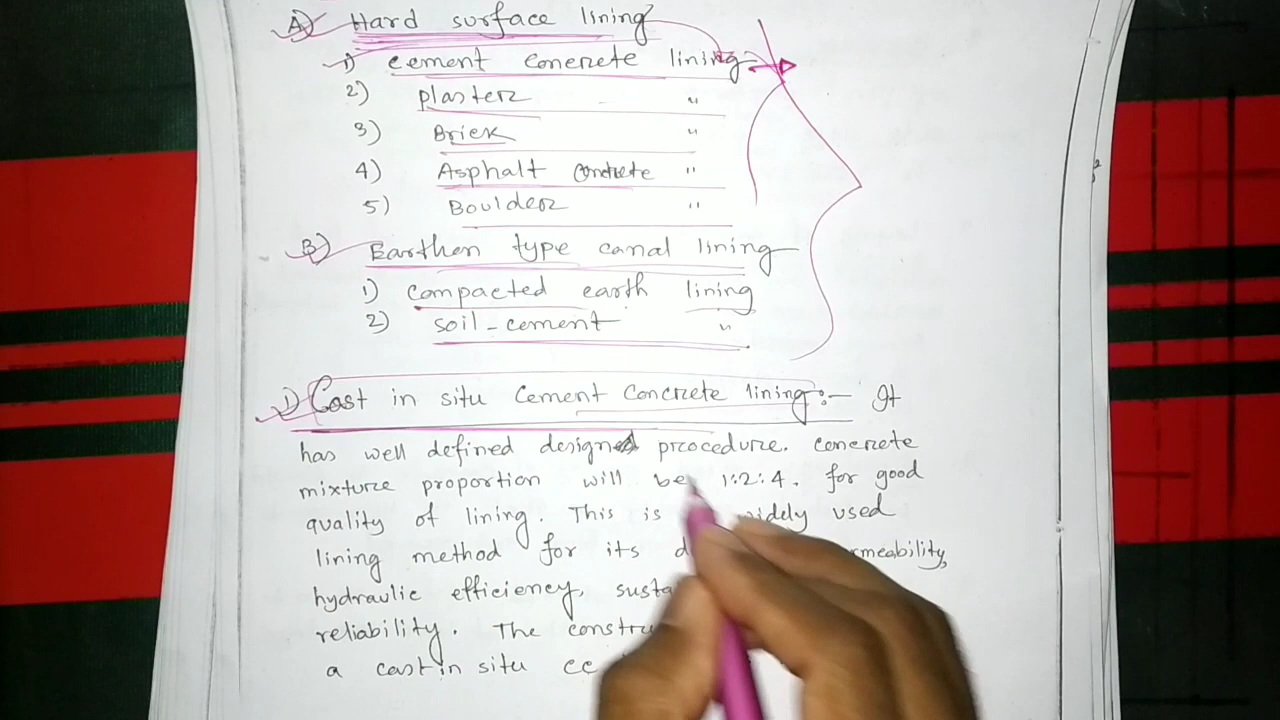 A) Hard surface lining
1) cement concrete lining
2) plaster "
3) Brick "
4) Asphalt concrete "
5) Boulder "
B) Earthen type canal lining
1) compacted earth lining
2) soil-cement "
1) Cast in situ Cement Concrete lining:- It
has well defined designed procedure. concrete
mixture proportion will be 1:2:4. for good
quality of lining. This is widely used
lining method for its
hydraulic efficiency,
reliability. The
a cast in situ cc